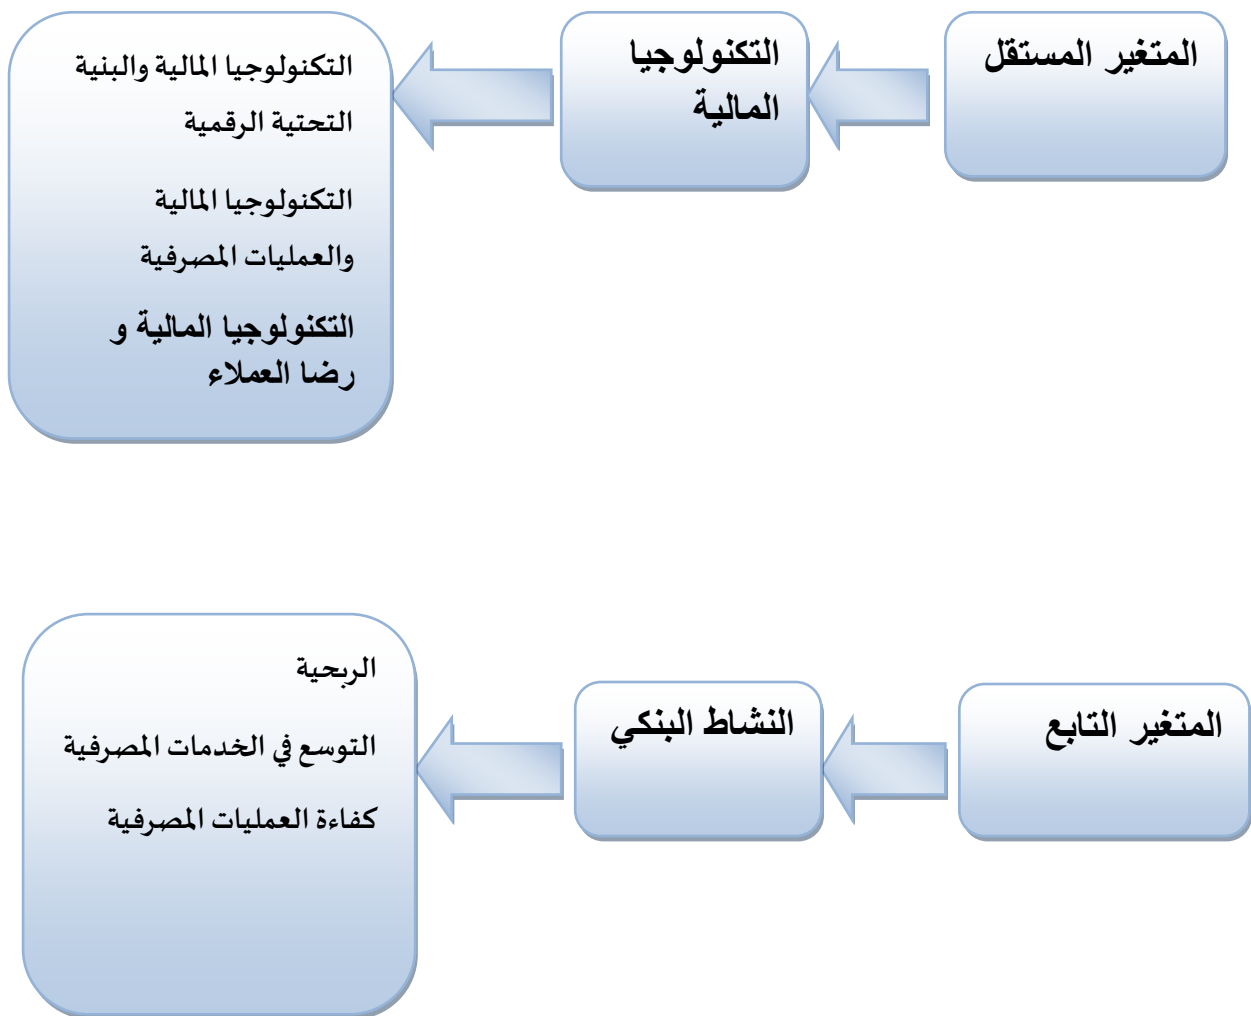 المتغير المستقل
التكنولوجيا
المالية
التكنولوجيا المالية والبنية
التحتية الرقمية
التكنولوجيا المالية
والعمليات المصرفية
التكنولوجيا المالية و
رضا العملاء
المتغير التابع
النشاط البنكي
الربحية
التوسع في الخدمات المصرفية
كفاءة العمليات المصرفية